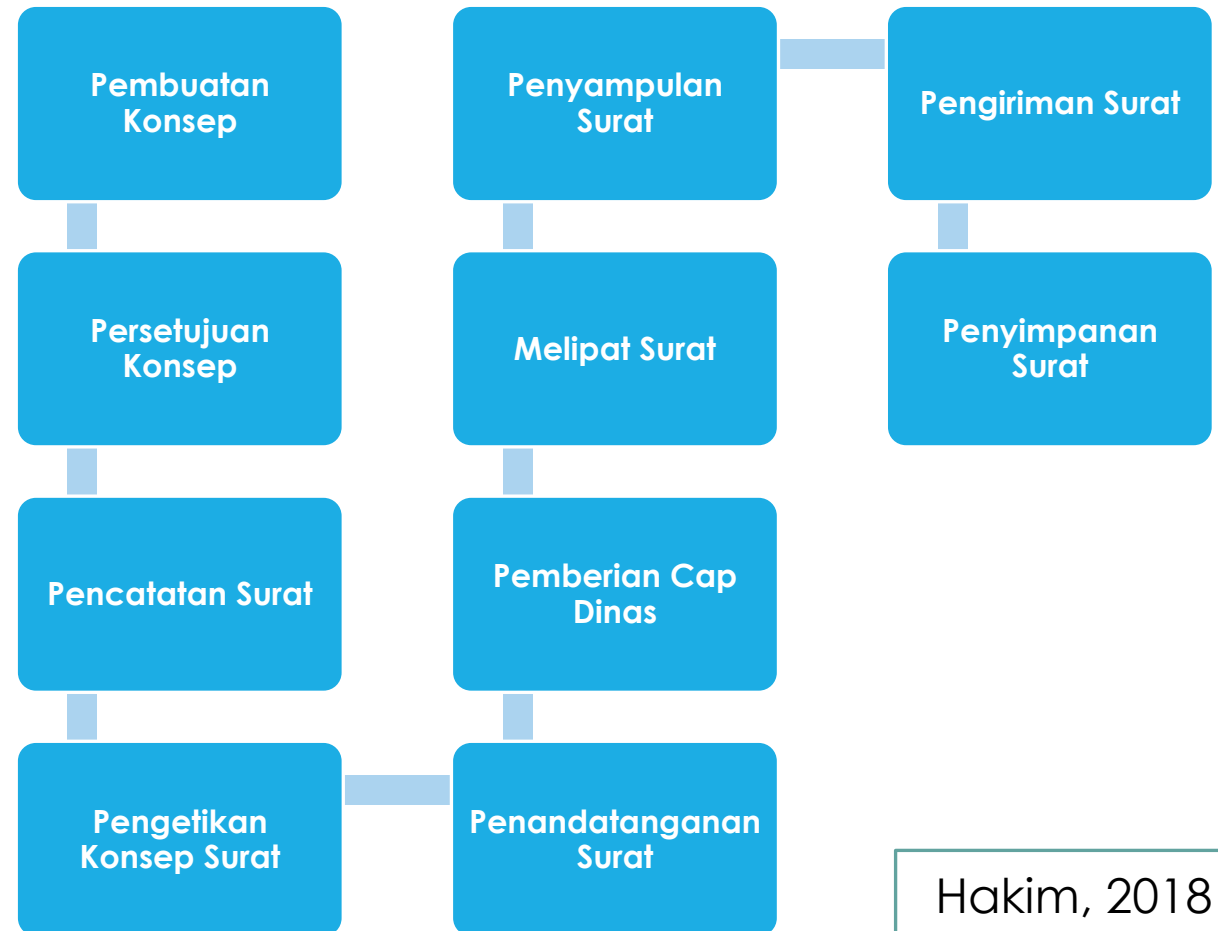 Pembuatan
Konsep
Persetujuan
Konsep
Pencatatan Surat
Pengetikan
Konsep Surat
Penandatanganan
Surat
Pemberian Cap
Dinas
Melipat Surat
Penyampulan
Surat
Pengiriman Surat
Penyimpanan
Surat
Hakim, 2018